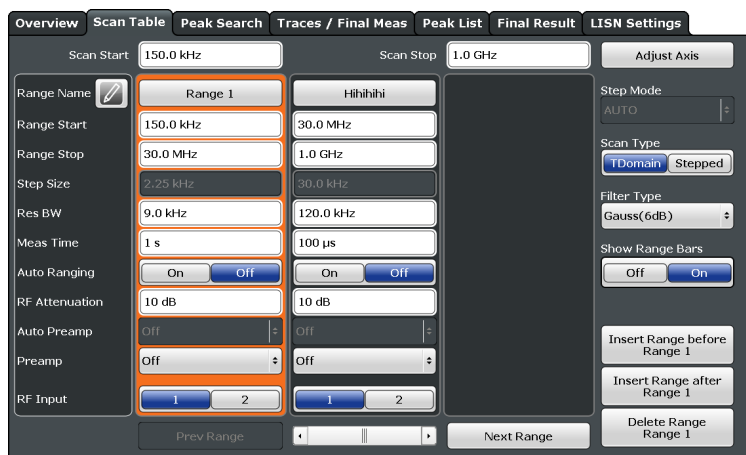 Overview Scan Table Peak Search Traces / Final Meas Peak List Final Result LISN Settings
Scan Start 150.0 kHz Scan Stop 1.0 GHz Adjust Axis
Range Name Range 1 Hihihihi
Step Mode
AUTO
Range Start 150.0 kHz 30.0 MHz
Range Stop 30.0 MHz 1.0 GHz
Scan Type
TDomain Stepped
Step Size 2.25 kHz 30.0 kHz
Filter Type
Gauss(6dB)
Res BW 9.0 kHz 120.0 kHz
Meas Time 1 s 100 µs
Show Range Bars
Off On
Auto Ranging On Off On Off
RF Attenuation 10 dB 10 dB
Auto Preamp Off Off
Insert Range before
Range 1
Preamp Off Off
Insert Range after
Range 1
RF Input 1 2 1 2
Delete Range
Range 1
Prev Range Next Range